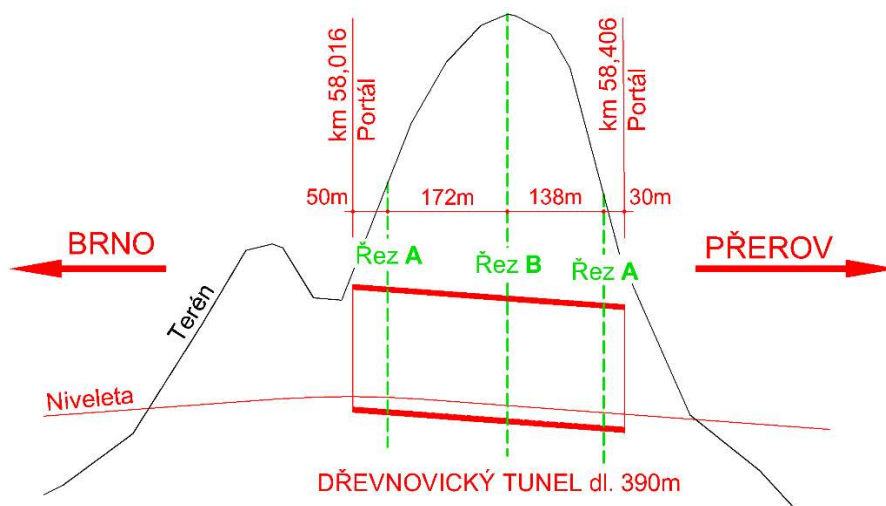 km 58,016
Portál
km 58,406
Portál
50m
172m
138m
30m
BRNO
PŘEROV
Řez A
Řez B
Řez A
Terén
Niveleta
DŘEVNOVICKÝ TUNEL dl. 390m